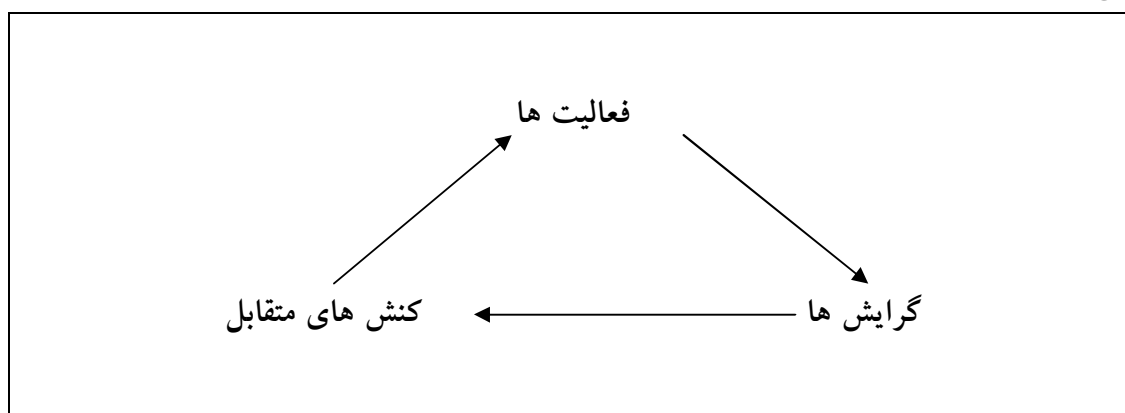 فعالیت ها
گرایش ها
کنش های متقابل